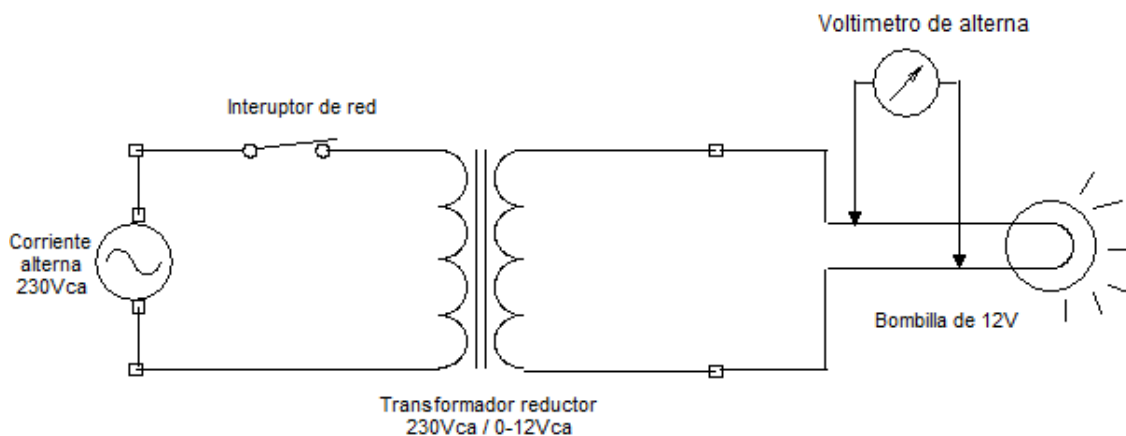 Voltimetro de alterna
Interuptor de red
Corriente
alterna
230Vca
Bombilla de 12V
Transformador reductor
230Vca / 0-12Vca